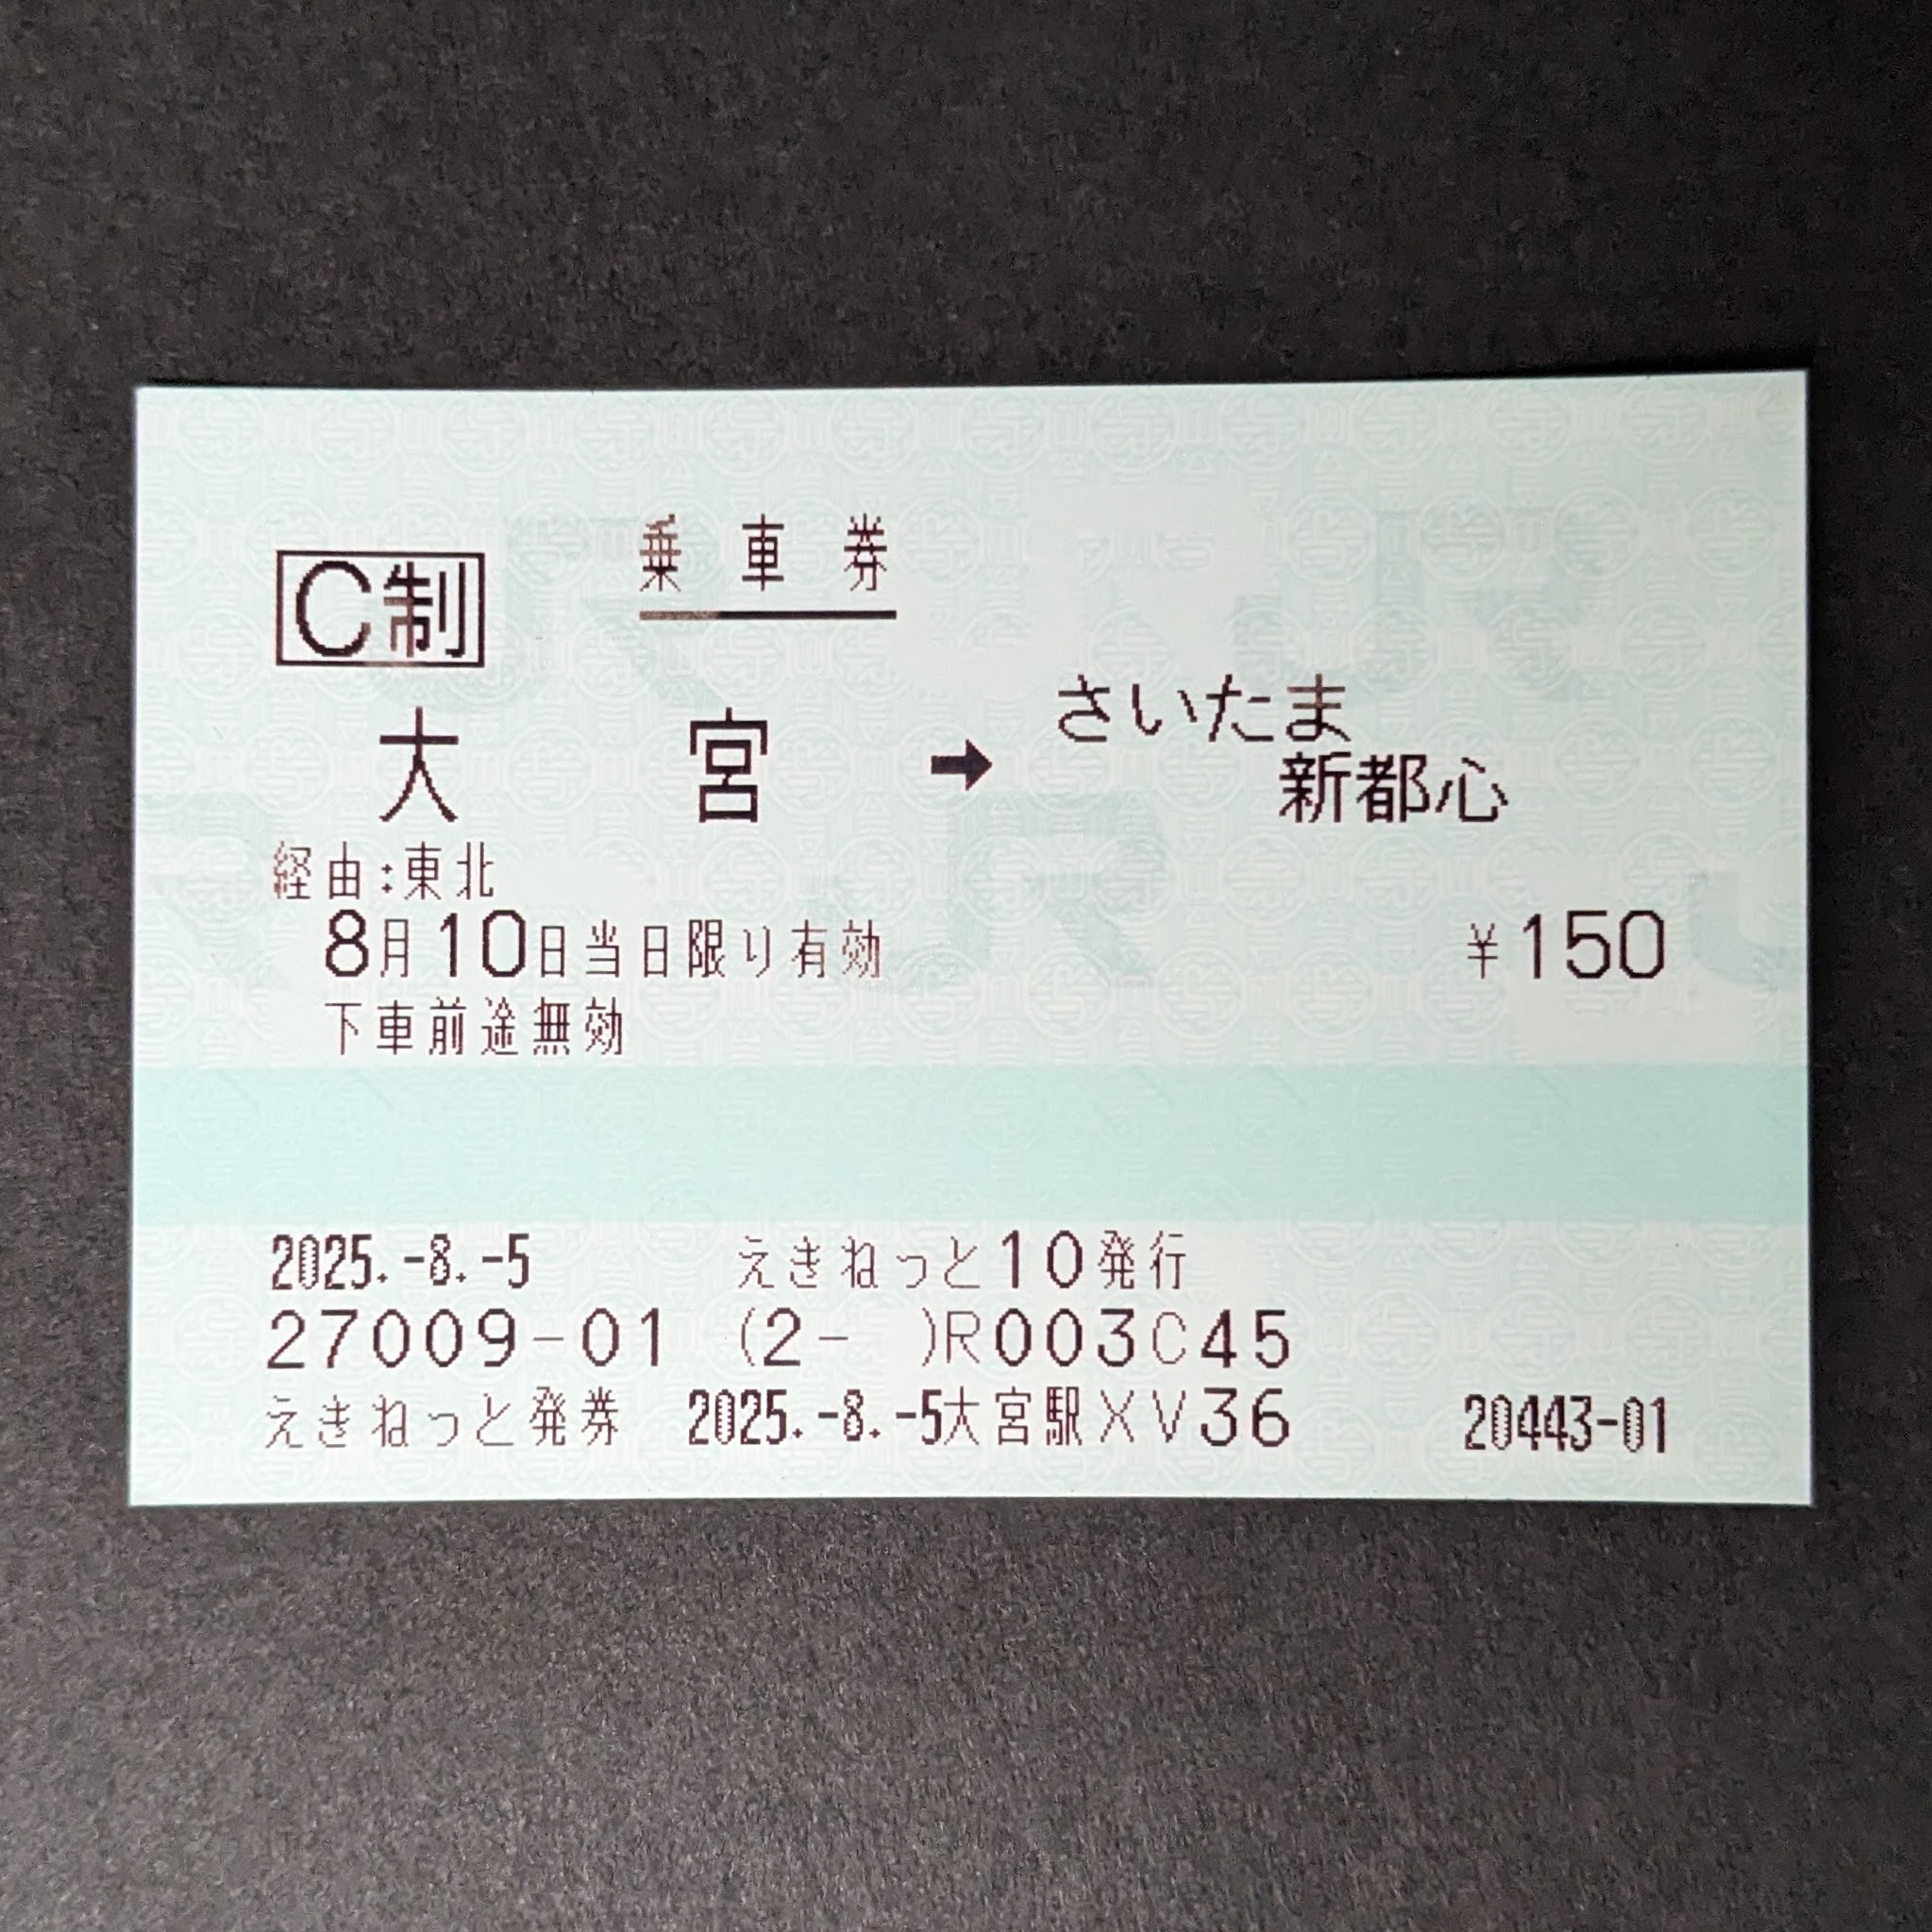 乗車券
C制
大宮 ➡ さいたま新都心
経由:東北
8月10日当日限り有効 ¥150
下車前途無効
2025.-8.-5 えきねっと10発行
27009-01 (2- )R003C45
えきねっと発券 2025.-8.-5大宮駅XV36 20443-01